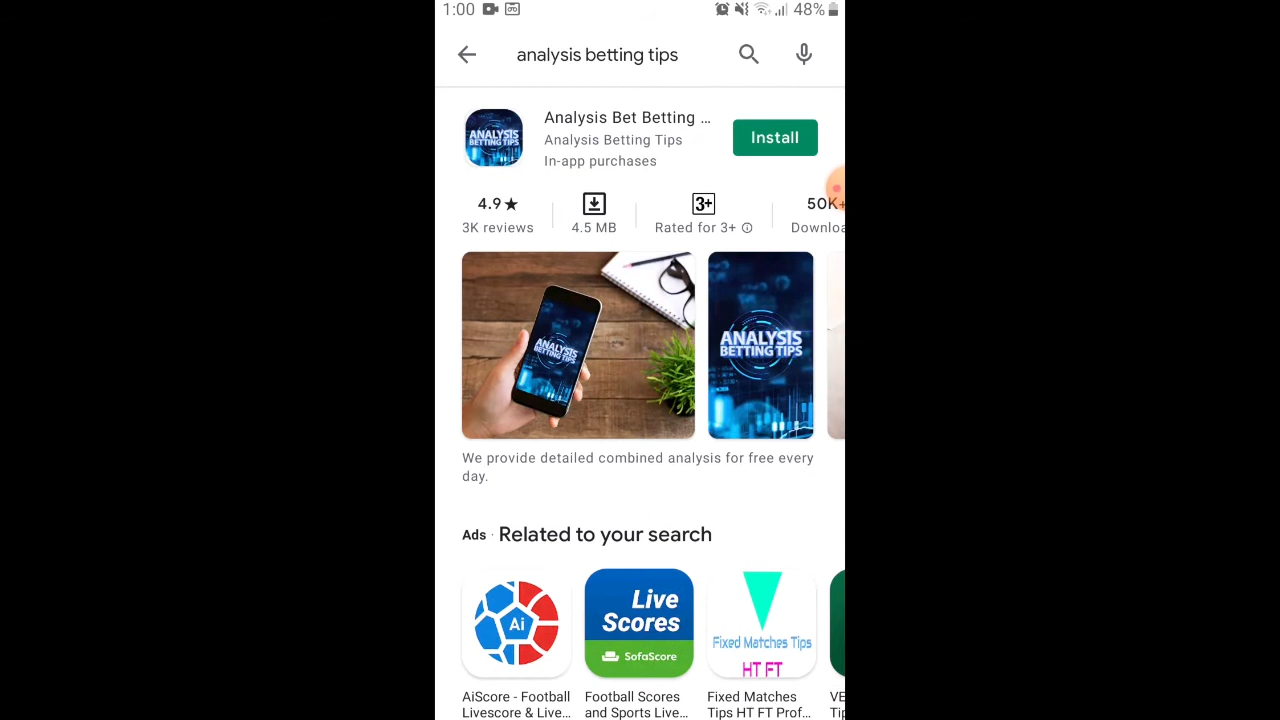 1:00 48%
analysis betting tips
ANALYSIS
BETTING TIPS
Analysis Bet Betting ...
Analysis Betting Tips
In-app purchases
Install
4.9★ 3+ 50K+
3K reviews 4.5 MB Rated for 3+
ANALYSIS
BETTING TIPS
ANALYSIS
BETTING TIPS
We provide detailed combined analysis for free every
day.
Ads · Related to your search
Ai
Live
Scores
SofaScore
Fixed Matches Tips
HT FT
AiScore - Football
Livescore & Live...
Football Scores
and Sports Live...
Fixed Matches
Tips HT FT Prof...